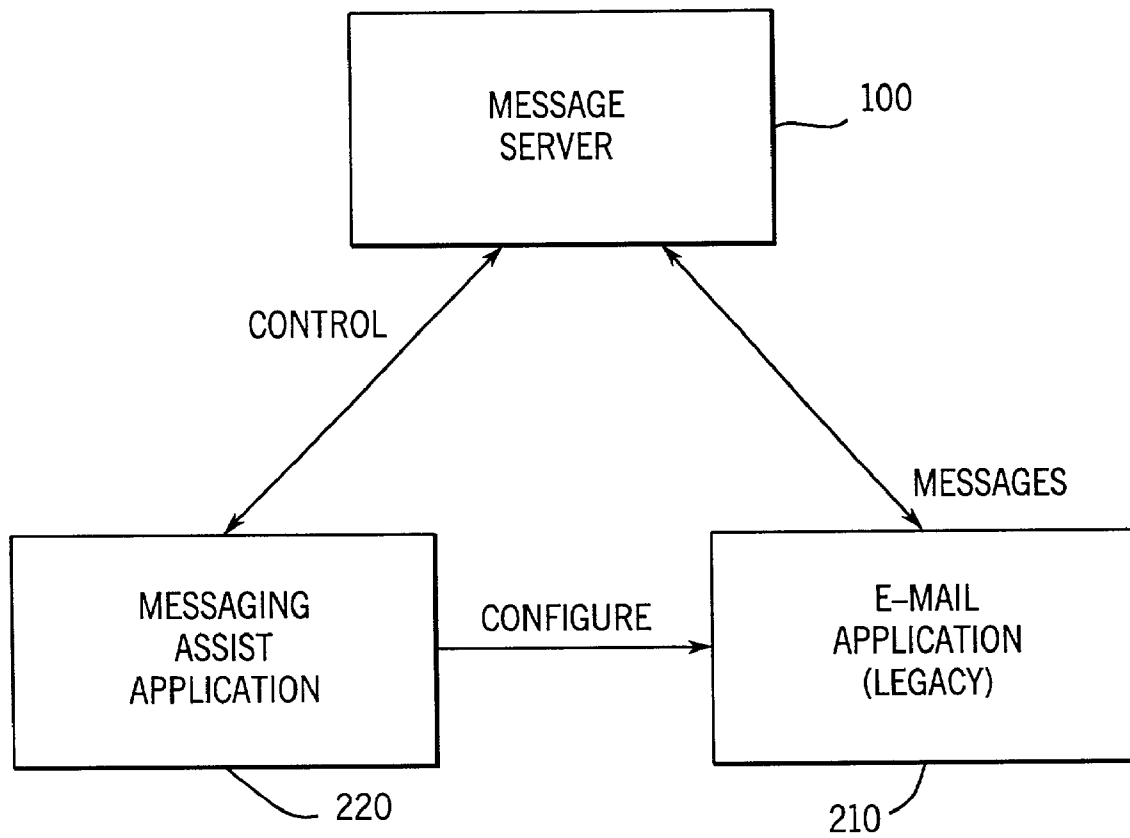 MESSAGE
SERVER
100
CONTROL
MESSAGES
MESSAGING
ASSIST
APPLICATION
CONFIGURE
E–MAIL
APPLICATION
(LEGACY)
220
210